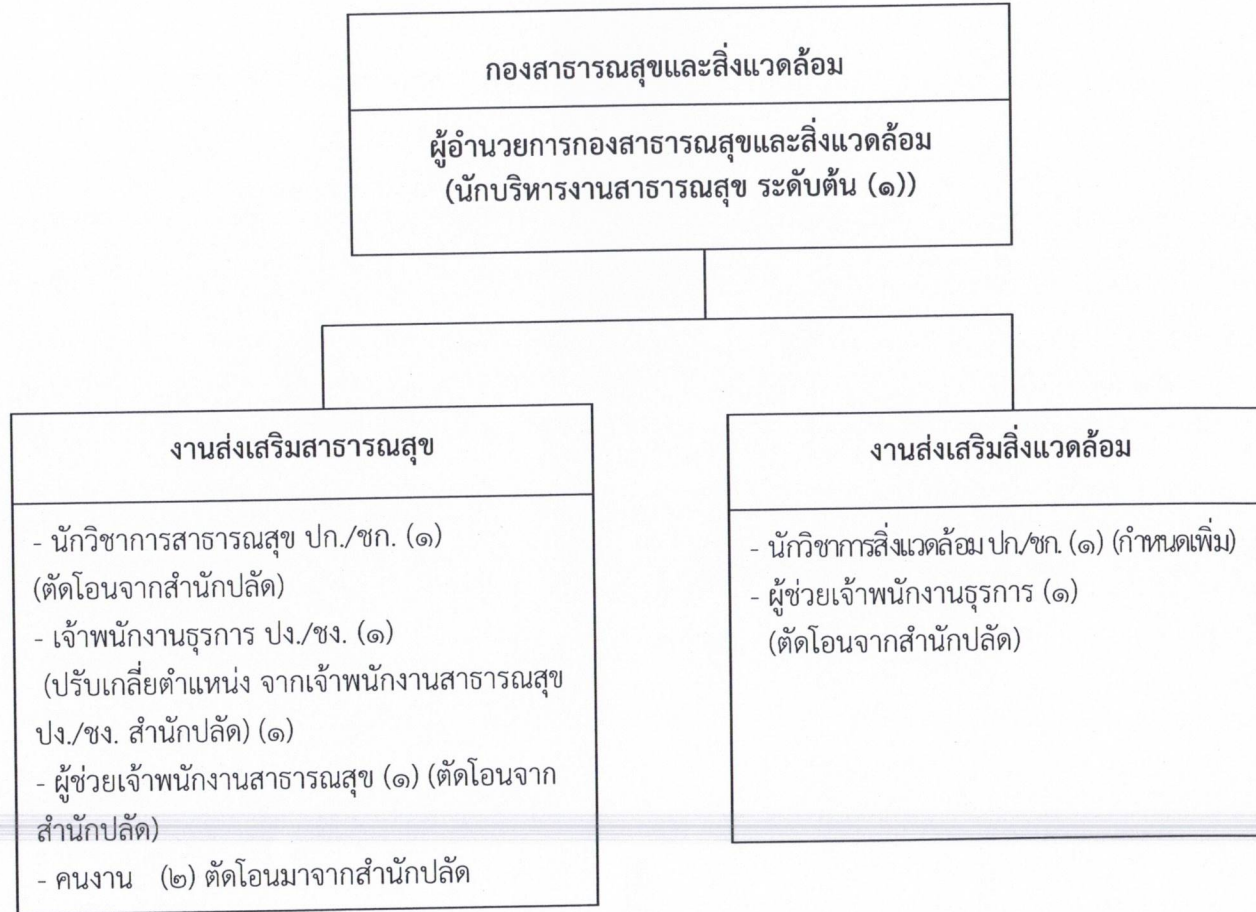 กองสาธารณสุขและสิ่งแวดล้อม
ผู้อำนวยการกองสาธารณสุขและสิ่งแวดล้อม
(นักบริหารงานสาธารณสุข ระดับต้น (๑))
งานส่งเสริมสาธารณสุข
- นักวิชาการสาธารณสุข ปก./ชก. (๑)
(ตัดโอนจากสำนักปลัด)
- เจ้าพนักงานธุรการ ปง./ชง. (๑)
(ปรับเกลี่ยตำแหน่ง จากเจ้าพนักงานสาธารณสุข
ปง./ชง. สำนักปลัด) (๑)
- ผู้ช่วยเจ้าพนักงานสาธารณสุข (๑) (ตัดโอนจาก
สำนักปลัด)
- คนงาน (๒) ตัดโอนมาจากสำนักปลัด
งานส่งเสริมสิ่งแวดล้อม
- นักวิชาการสิ่งแวดล้อม ปก./ชก. (๑) (กำหนดเพิ่ม)
- ผู้ช่วยเจ้าพนักงานธุรการ (๑)
(ตัดโอนจากสำนักปลัด)